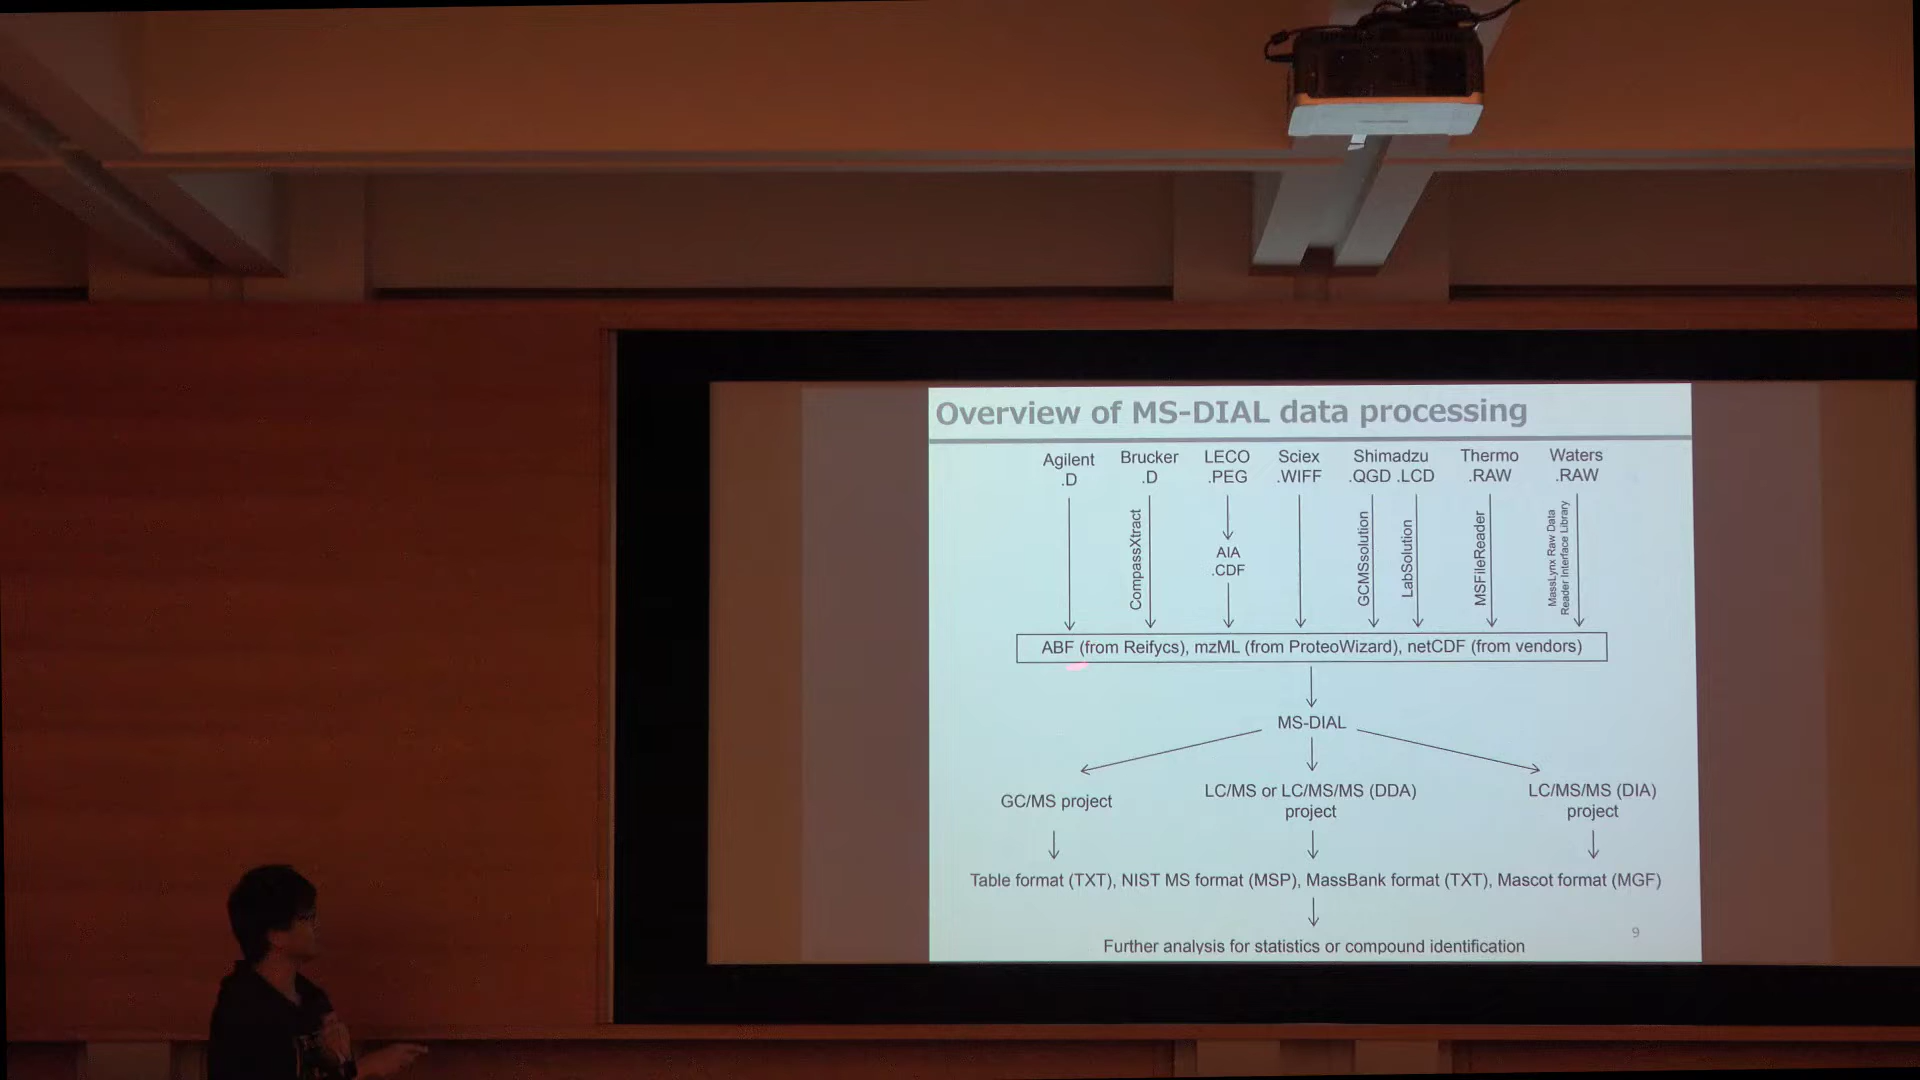 Overview of MS-DIAL data processing
Agilent Brucker LECO Sciex Shimadzu Thermo Waters
.D .D .PEG .WIFF .QGD .LCD .RAW .RAW
CompassXtract
AIA
.CDF
GCMSsolution
LabSolution
MSFileReader
MassLynx Raw Data
Reader Interface Library
ABF (from Reifycs), mzML (from ProteoWizard), netCDF (from vendors)
MS-DIAL
GC/MS project
LC/MS or LC/MS/MS (DDA)
project
LC/MS/MS (DIA)
project
Table format (TXT), NIST MS format (MSP), MassBank format (TXT), Mascot format (MGF)
9
Further analysis for statistics or compound identification